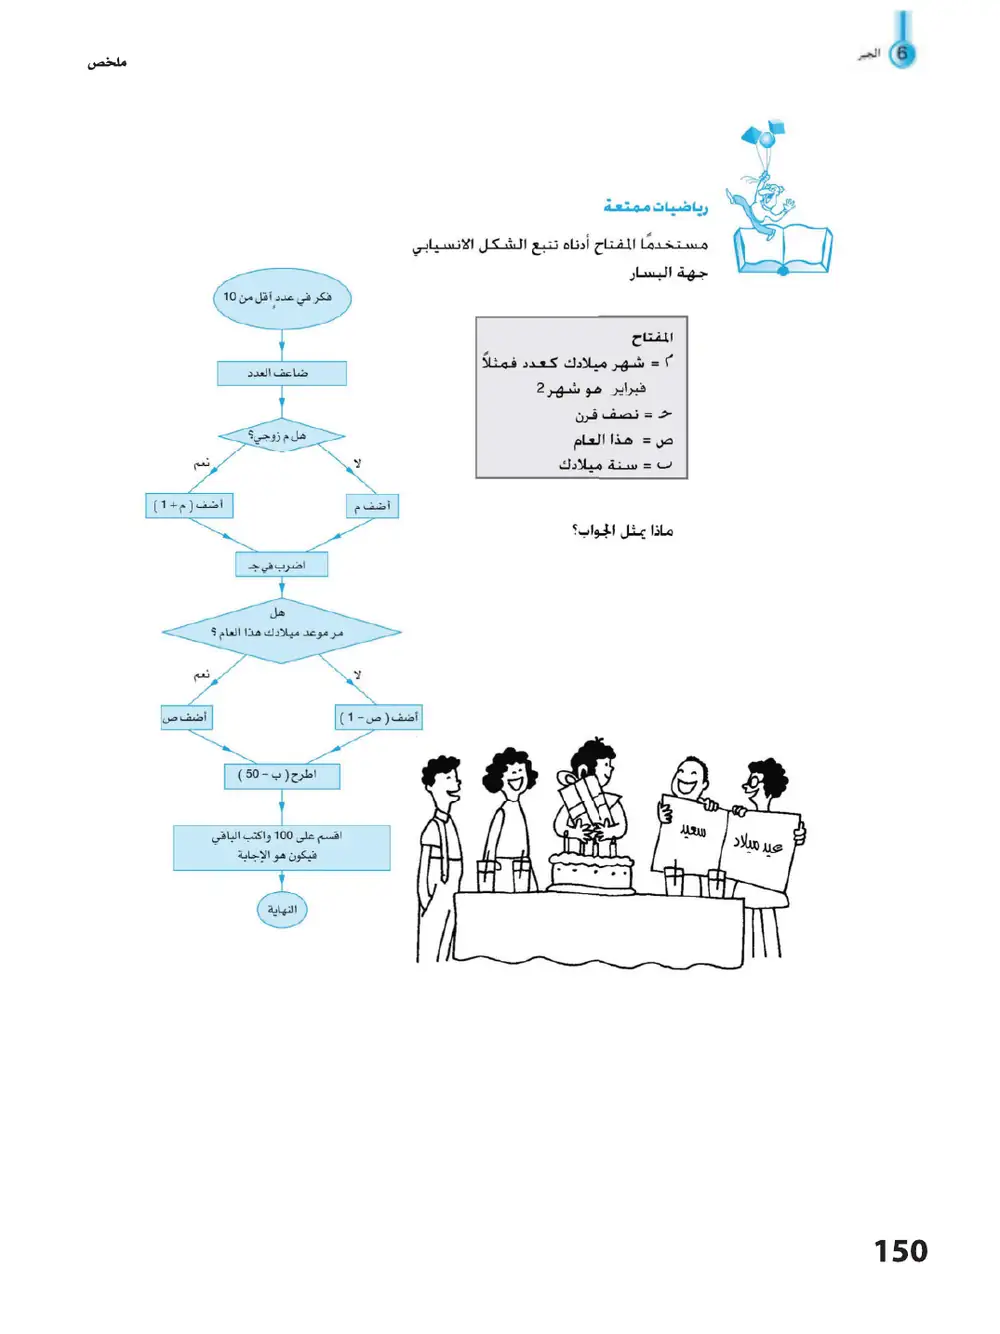 6 الجبر
ملخص
رياضيات ممتعة
مستخدمًا المفتاح أدناه تتبع الشكل الانسيابي
جهة اليسار
المفتاح
م = شهر ميلادك كعدد فمثلاً
فبراير هو شهر 2
جـ = نصف قرن
ص = هذا العام
ب = سنة ميلادك
ماذا يمثل الجواب؟
فكر في عددٍ أقل من 10
ضاعف العدد
هل م زوجي؟
نعم
لا
أضف ( م + 1 )
أضف م
اضرب في جـ
هل
مر موعد ميلادك هذا العام ؟
نعم
لا
أضف ص
أضف ( ص - 1 )
اطرح ( ب - 50 )
اقسم على 100 واكتب الباقي
فيكون هو الإجابة
النهاية
عيد ميلاد
سعيد
150